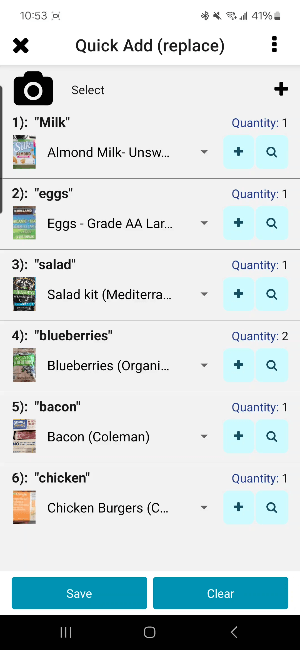 10:53 41%
Quick Add (replace)
Select
1): "Milk" Quantity: 1
Almond Milk- Unsw...
2): "eggs" Quantity: 1
Eggs - Grade AA Lar...
3): "salad" Quantity: 1
Salad kit (Mediterra...
4): "blueberries" Quantity: 2
Blueberries (Organi...
5): "bacon" Quantity: 1
Bacon (Coleman)
6): "chicken" Quantity: 1
Chicken Burgers (C...
Save Clear